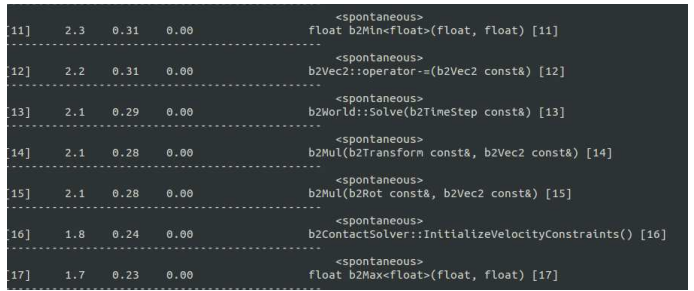 <spontaneous>
[11] 2.3 0.31 0.00 float b2Min<float>(float, float) [11]
-----------------------------------------------
<spontaneous>
[12] 2.2 0.31 0.00 b2Vec2::operator-=(b2Vec2 const&) [12]
-----------------------------------------------
<spontaneous>
[13] 2.1 0.29 0.00 b2World::Solve(b2TimeStep const&) [13]
-----------------------------------------------
<spontaneous>
[14] 2.1 0.28 0.00 b2Mul(b2Transform const&, b2Vec2 const&) [14]
-----------------------------------------------
<spontaneous>
[15] 2.1 0.28 0.00 b2Mul(b2Rot const&, b2Vec2 const&) [15]
-----------------------------------------------
<spontaneous>
[16] 1.8 0.24 0.00 b2ContactSolver::InitializeVelocityConstraints() [16]
-----------------------------------------------
<spontaneous>
[17] 1.7 0.23 0.00 float b2Max<float>(float, float) [17]
-----------------------------------------------